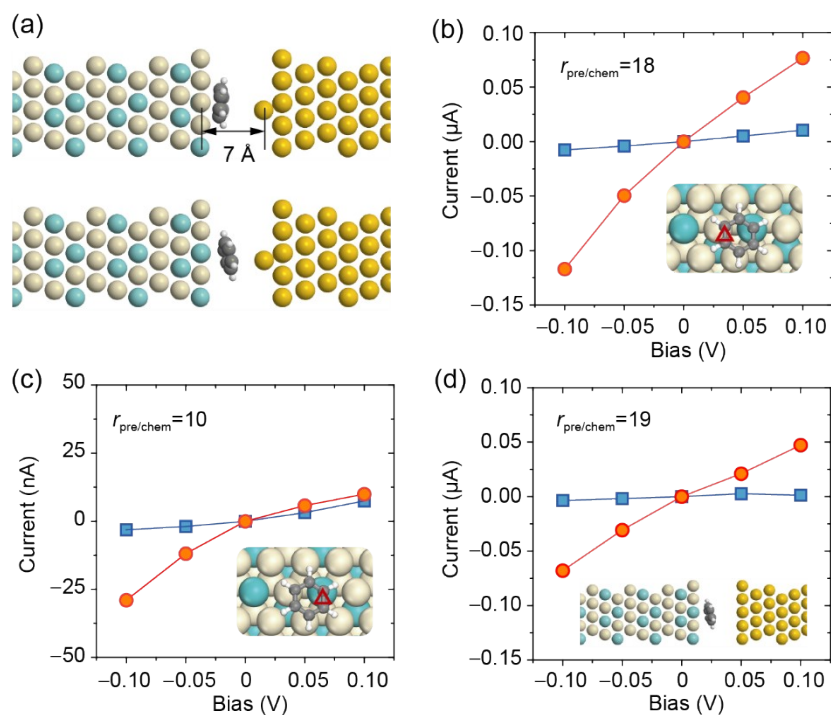 (a)
7 Å
(b)
r_pre/chem=18
Current (μA)
0.10
0.05
0.00
−0.05
−0.10
−0.15
−0.10
−0.05
0
0.05
0.10
Bias (V)
(c)
r_pre/chem=10
Current (nA)
50
25
0
−25
−50
−0.10
−0.05
0
0.05
0.10
Bias (V)
(d)
r_pre/chem=19
Current (μA)
0.10
0.05
0.00
−0.05
−0.10
−0.15
−0.10
−0.05
0
0.05
0.10
Bias (V)